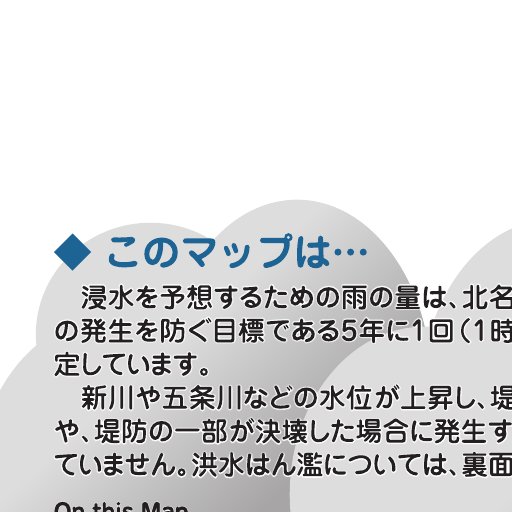 ◆ このマップは…
浸水を予想するための雨の量は、北名
の発生を防ぐ目標である5年に1回（1時
定しています。
新川や五条川などの水位が上昇し、堤
や、堤防の一部が決壊した場合に発生す
ていません。洪水はん濫については、裏面
On this Map